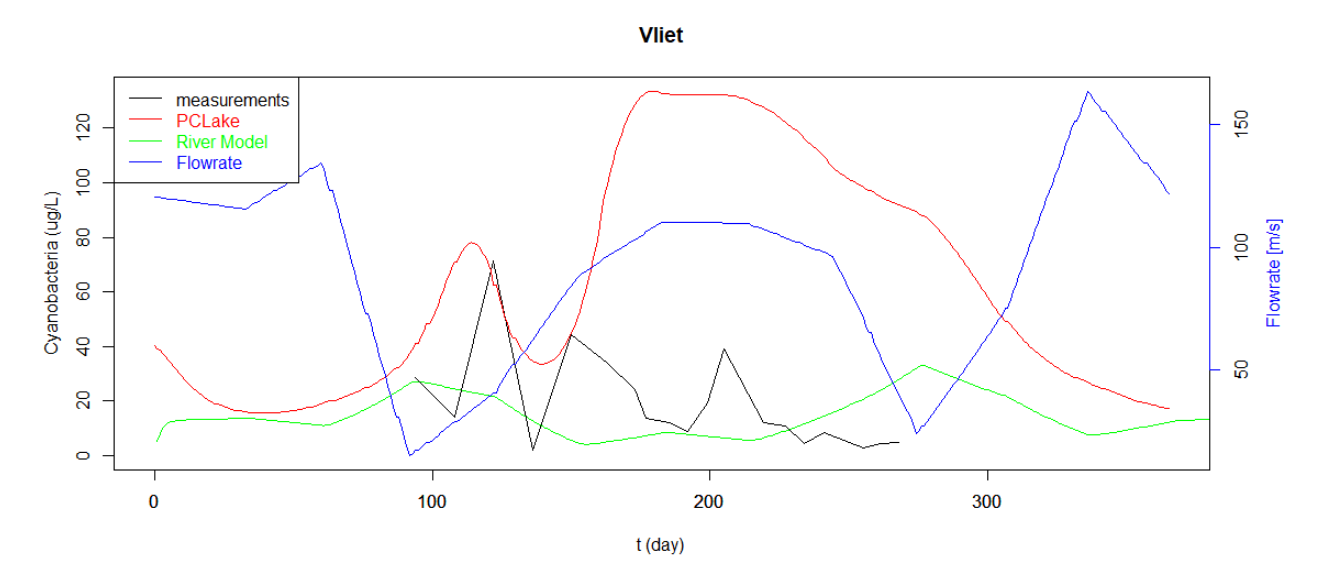 Vliet
measurements
PCLake
River Model
Flowrate
Cyanobacteria (ug/L)
0 20 40 60 80 100 120
Flowrate [m/s]
50 100 150
0 100 200 300
t (day)